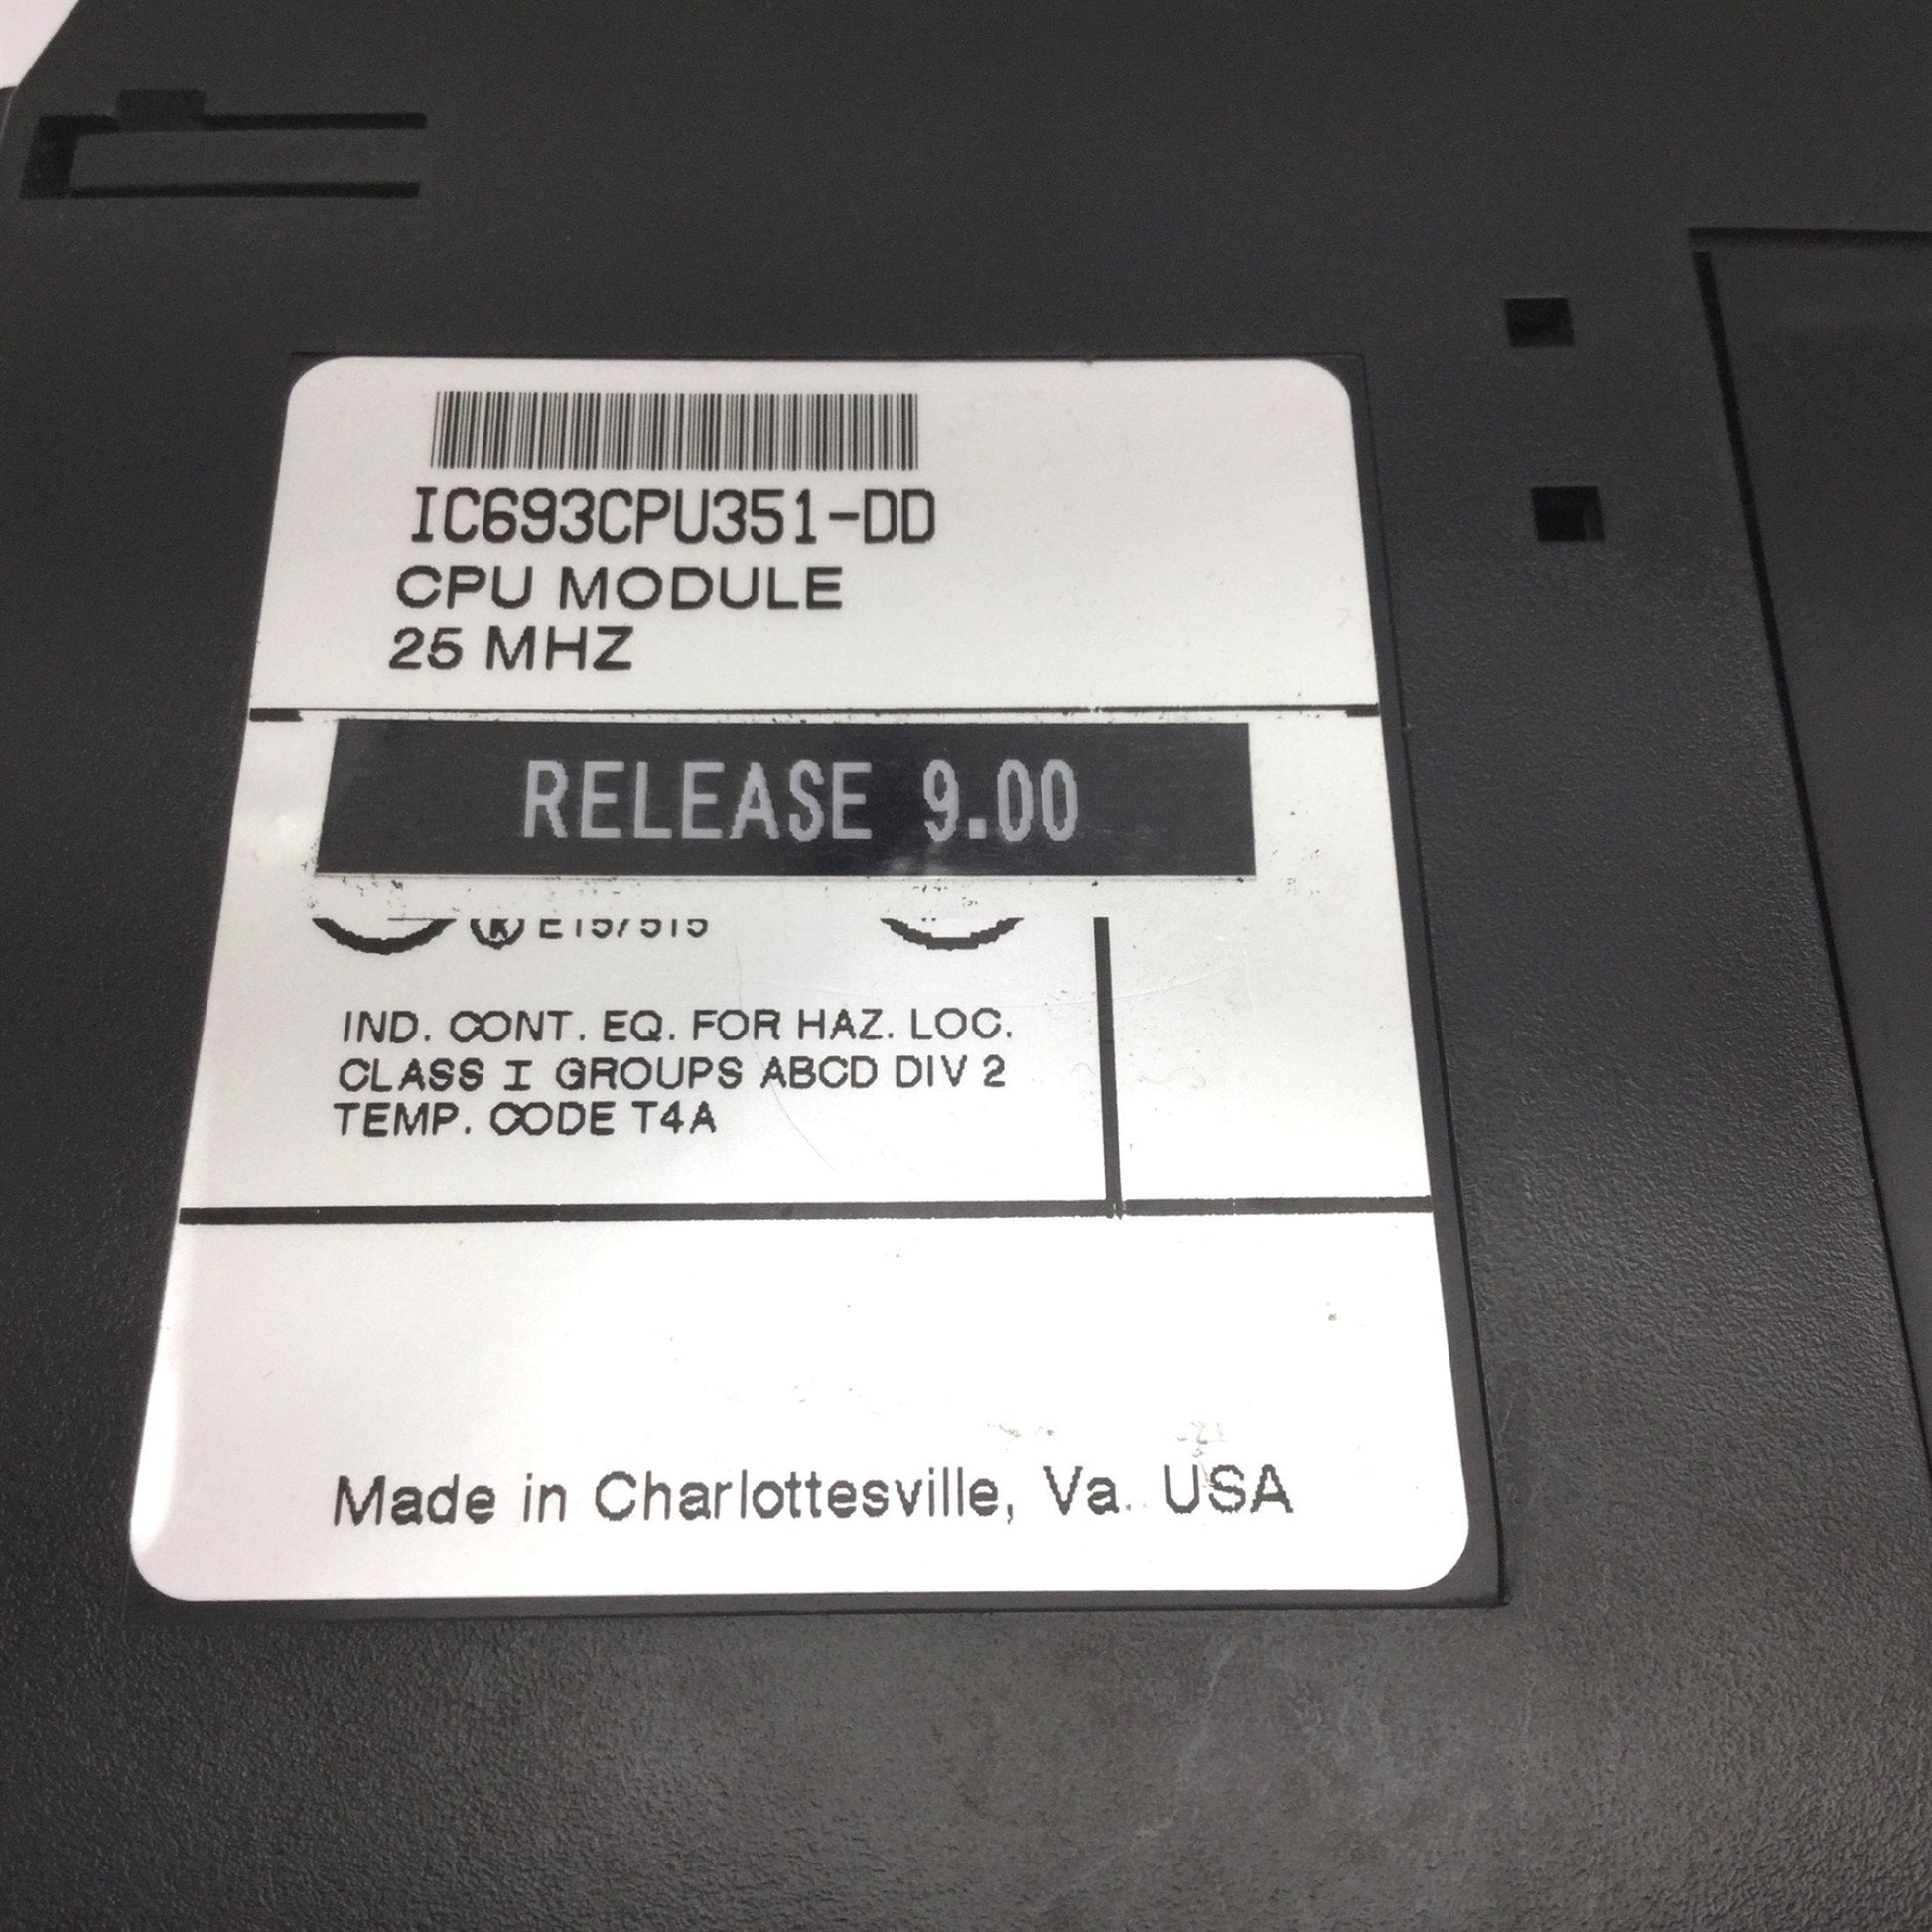 IC693CPU351-DD
CPU MODULE
25 MHZ
RELEASE 9.00
IND. CONT. EQ. FOR HAZ. LOC.
CLASS I GROUPS ABCD DIV 2
TEMP. CODE T4A
Made in Charlottesville, Va. USA